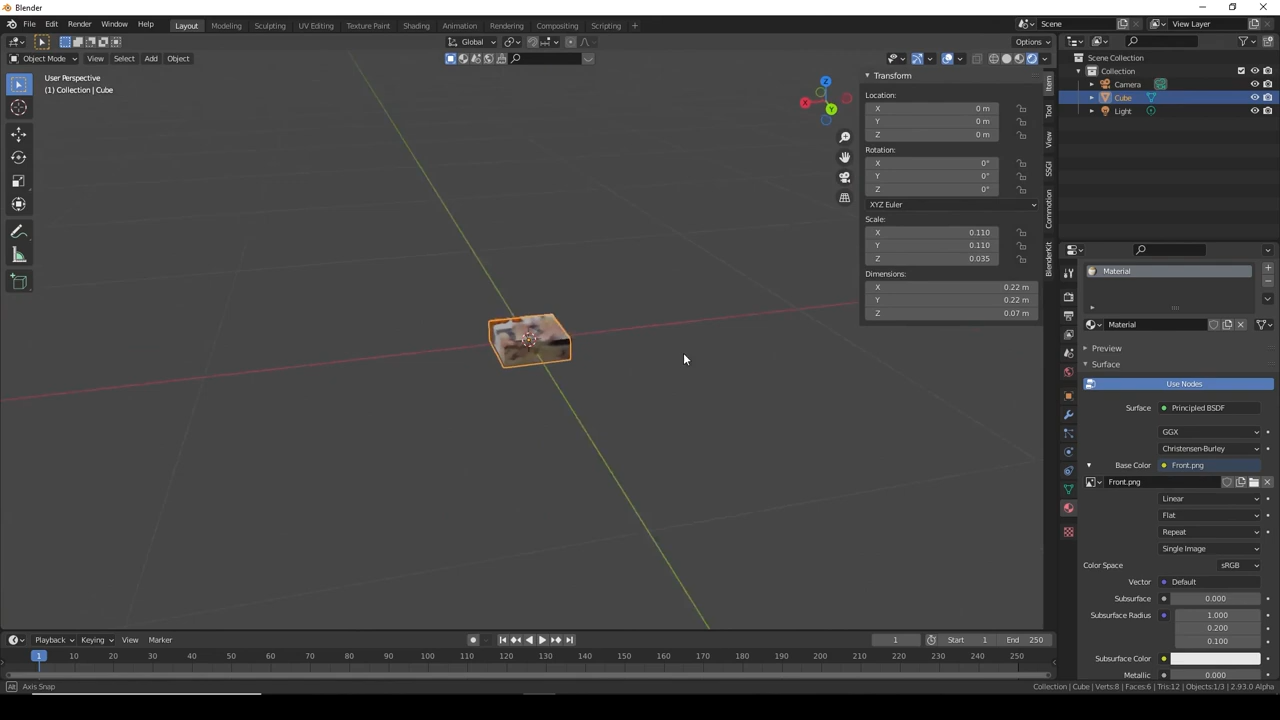 Blender
File Edit Render Window Help Layout Modeling Sculpting UV Editing Texture Paint Shading Animation Rendering Compositing Scripting + Scene View Layer
Global Options
Object Mode View Select Add Object
User Perspective
(1) Collection | Cube
X Y Z
Transform
Location:
X 0 m
Y 0 m
Z 0 m
Rotation:
X 0°
Y 0°
Z 0°
XYZ Euler
Scale:
X 0.110
Y 0.110
Z 0.035
Dimensions:
X 0.22 m
Y 0.22 m
Z 0.07 m
Item
Tool
View
SSGI
Commotion
BlenderKit
Scene Collection
Collection
Camera
Cube
Light
Material
Material
Preview
Surface
Use Nodes
Surface Principled BSDF
GGX
Christensen-Burley
Base Color Front.png
Front.png
Linear
Flat
Repeat
Single Image
Color Space sRGB
Vector Default
Subsurface 0.000
Subsurface Radius 1.000
0.200
0.100
Subsurface Color
Metallic 0.000
Playback Keying View Marker 1 Start 1 End 250
1 10 20 30 40 50 60 70 80 90 100 110 120 130 140 150 160 170 180 190 200 210 220 230 240 250
Alt Axis Snap Collection | Cube | Verts:8 | Faces:6 | Tris:12 | Objects:1/3 | 2.93.0 Alpha